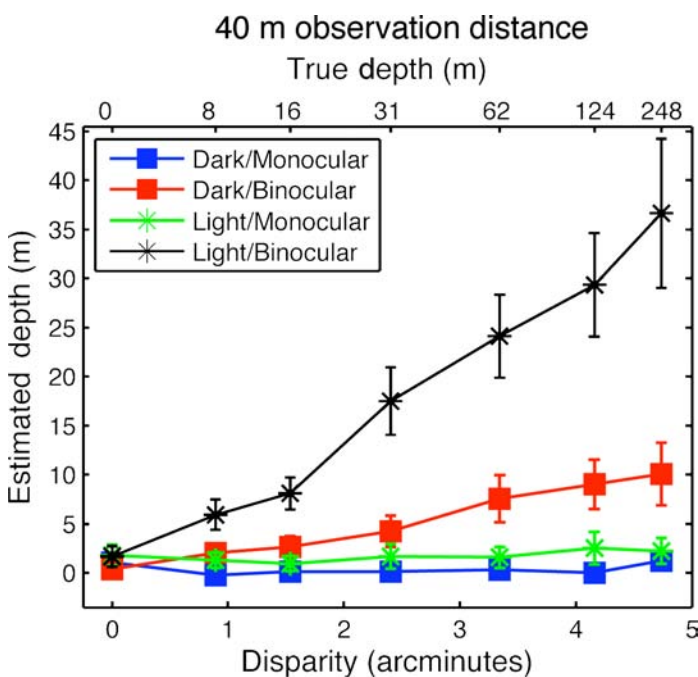 40 m observation distance
True depth (m)
0 8 16 31 62 124 248
45
40
35
30
25
20
15
10
5
0
Estimated depth (m)
Dark/Monocular
Dark/Binocular
Light/Monocular
Light/Binocular
0 1 2 3 4 5
Disparity (arcminutes)